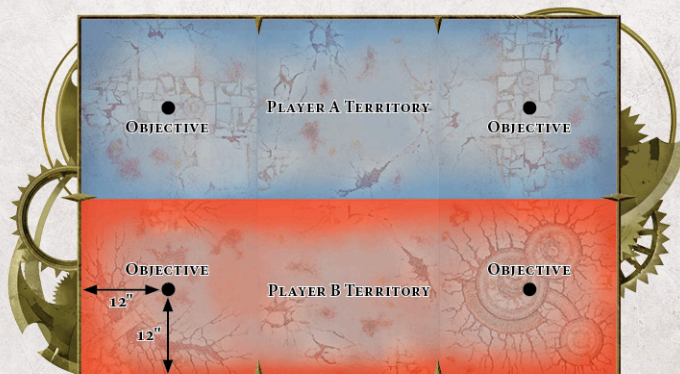 Player A Territory
Objective
Objective
Objective
Objective
Player B Territory
12"
12"